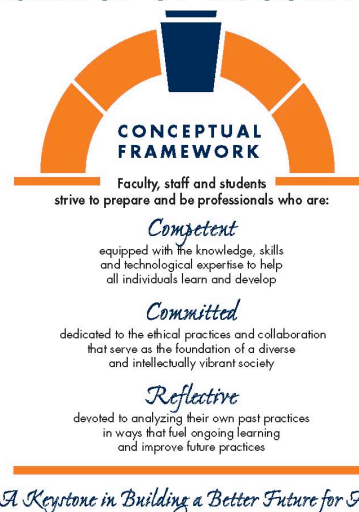 CONCEPTUAL
FRAMEWORK
Faculty, staff and students
strive to prepare and be professionals who are:
Competent
equipped with the knowledge, skills
and technological expertise to help
all individuals learn and develop
Committed
dedicated to the ethical practices and collaboration
that serve as the foundation of a diverse
and intellectually vibrant society
Reflective
devoted to analyzing their own past practices
in ways that fuel ongoing learning
and improve future practices
A Keystone in Building a Better Future for